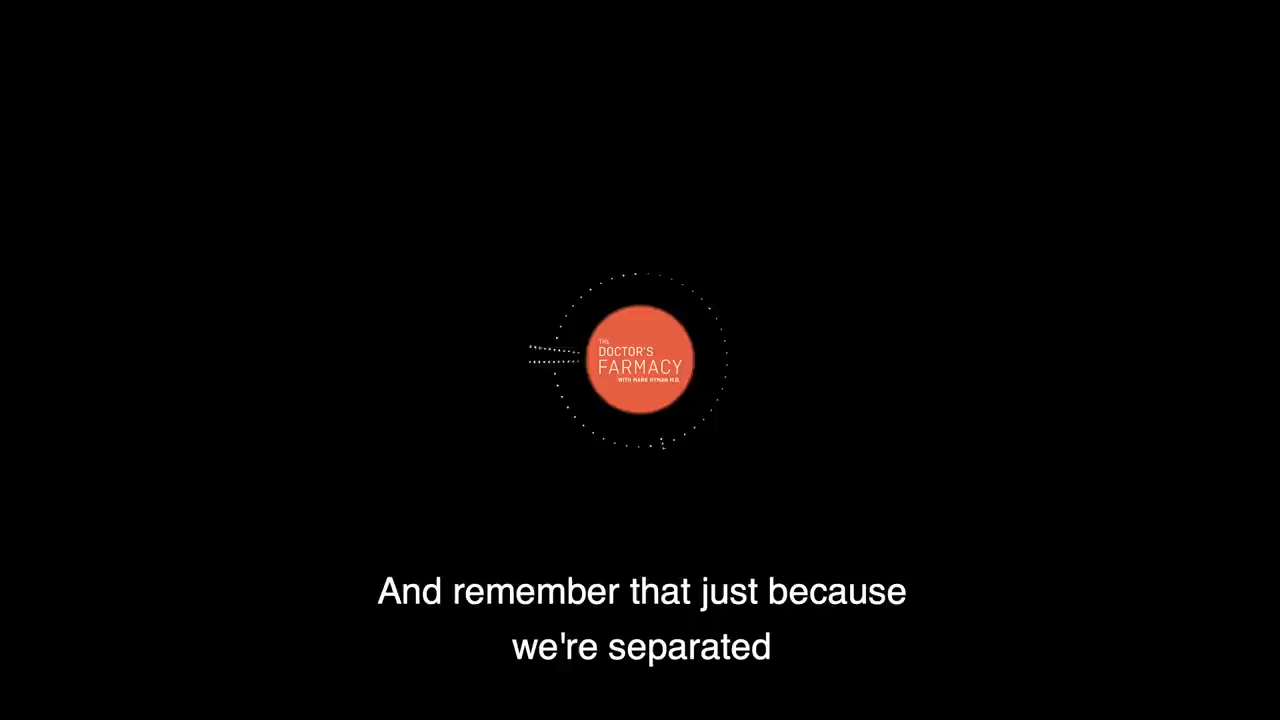 THE
DOCTOR'S
FARMACY
WITH MARK HYMAN M.D.
And remember that just because
we're separated